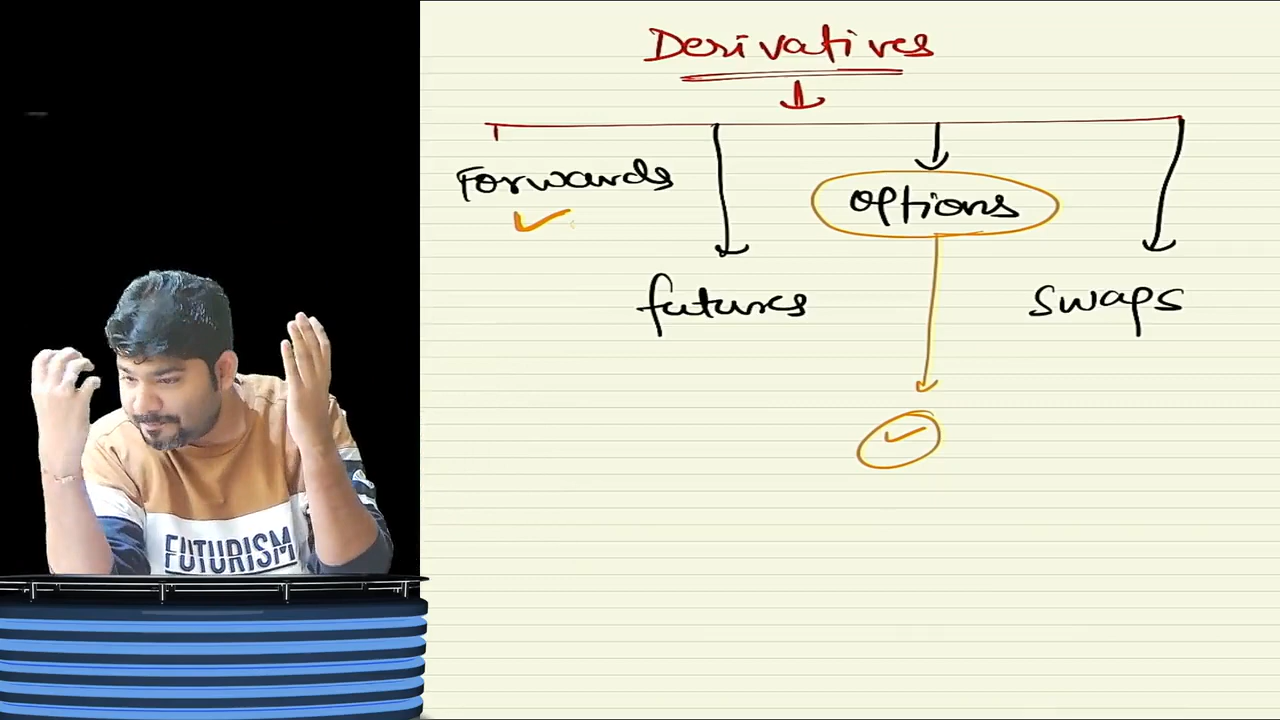 Derivatives
Forwards
options
futures
swaps
FUTURISM